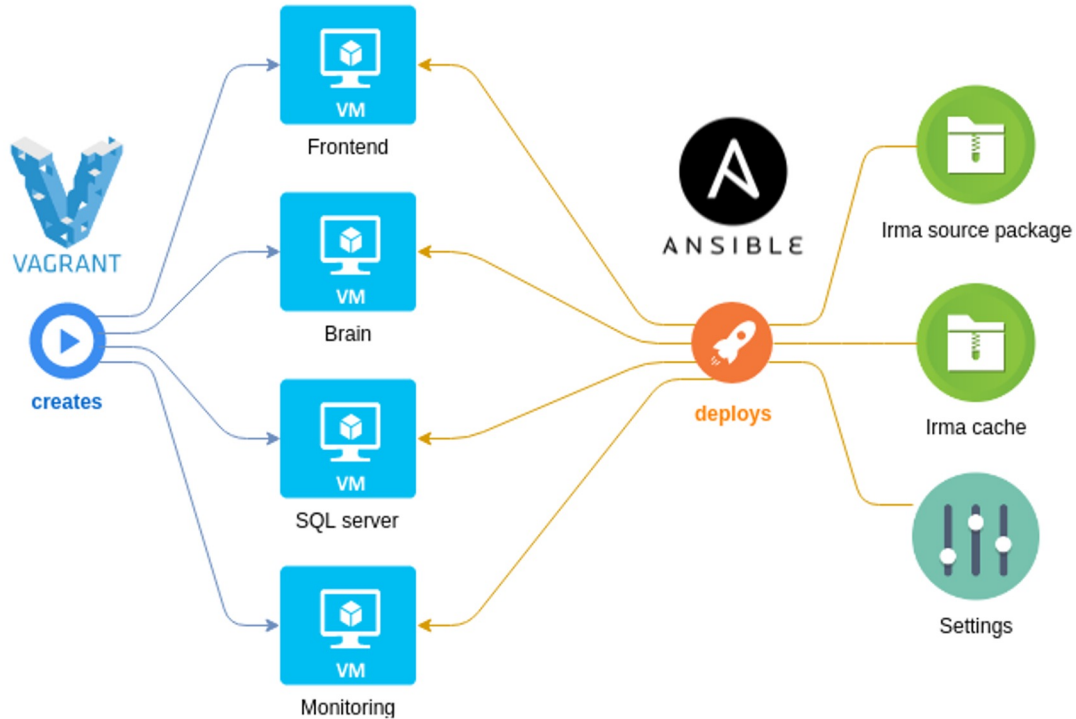 VM
Frontend
VAGRANT
creates
VM
Brain
VM
SQL server
VM
Monitoring
ANSIBLE
deploys
Irma source package
Irma cache
Settings